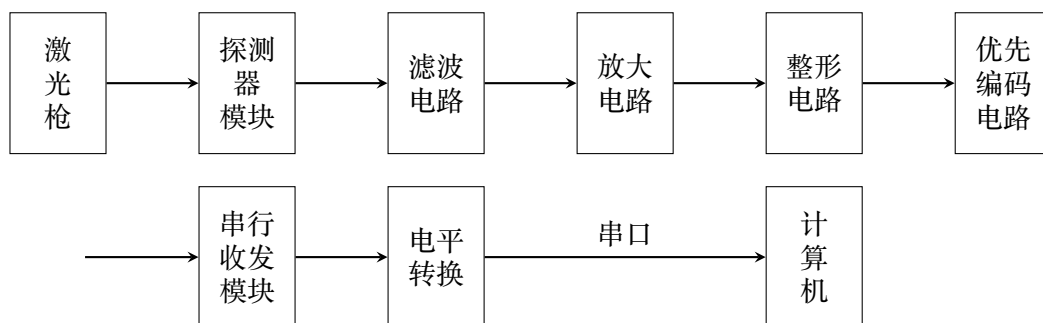 激
光
枪
探测
器
模块
滤波
电路
放大
电路
整形
电路
优先
编码
电路
串行
收发
模块
电平
转换
串口
计
算
机